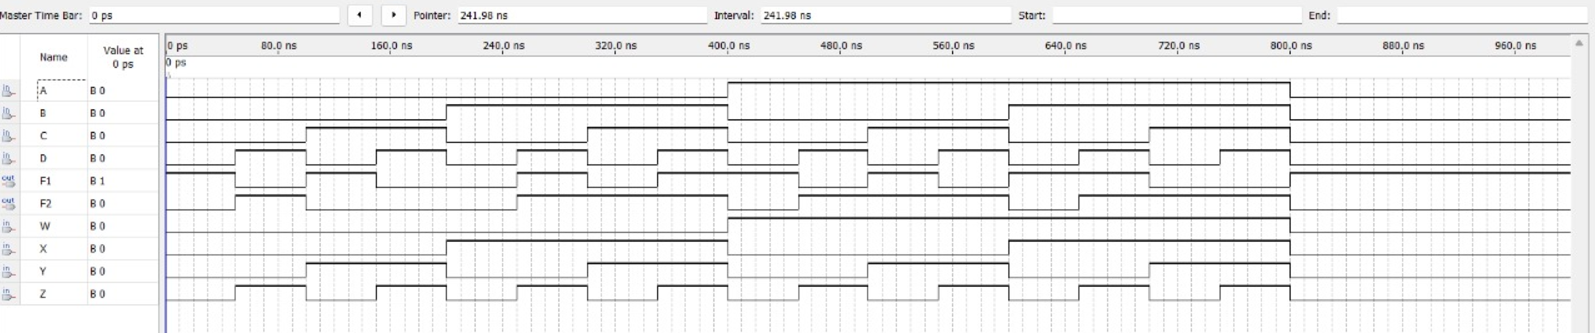 Master Time Bar: 0 ps Pointer: 241.98 ns Interval: 241.98 ns Start: End:
Name Value at 0 ps
0 ps 80.0 ns 160.0 ns 240.0 ns 320.0 ns 400.0 ns 480.0 ns 560.0 ns 640.0 ns 720.0 ns 800.0 ns 880.0 ns 960.0 ns
0 ps
in A B 0
in B B 0
in C B 0
in D B 0
out F1 B 1
out F2 B 0
in W B 0
in X B 0
in Y B 0
in Z B 0